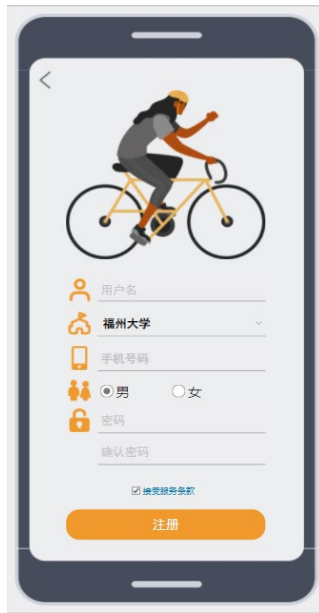 用户名
福州大学
手机号码
男 女
密码
确认密码
接受服务条款
注册